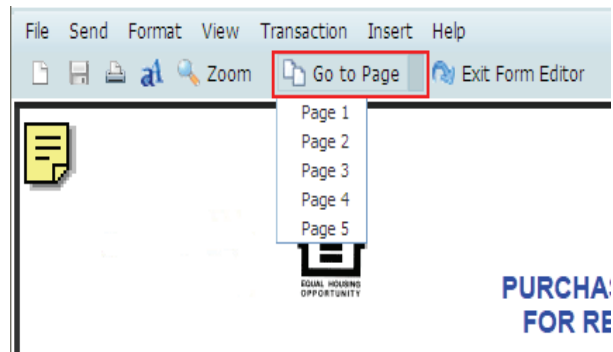 File Send Format View Transaction Insert Help
Zoom Go to Page Exit Form Editor
Page 1
Page 2
Page 3
Page 4
Page 5
EQUAL HOUSING
OPPORTUNITY
PURCHAS
FOR RE